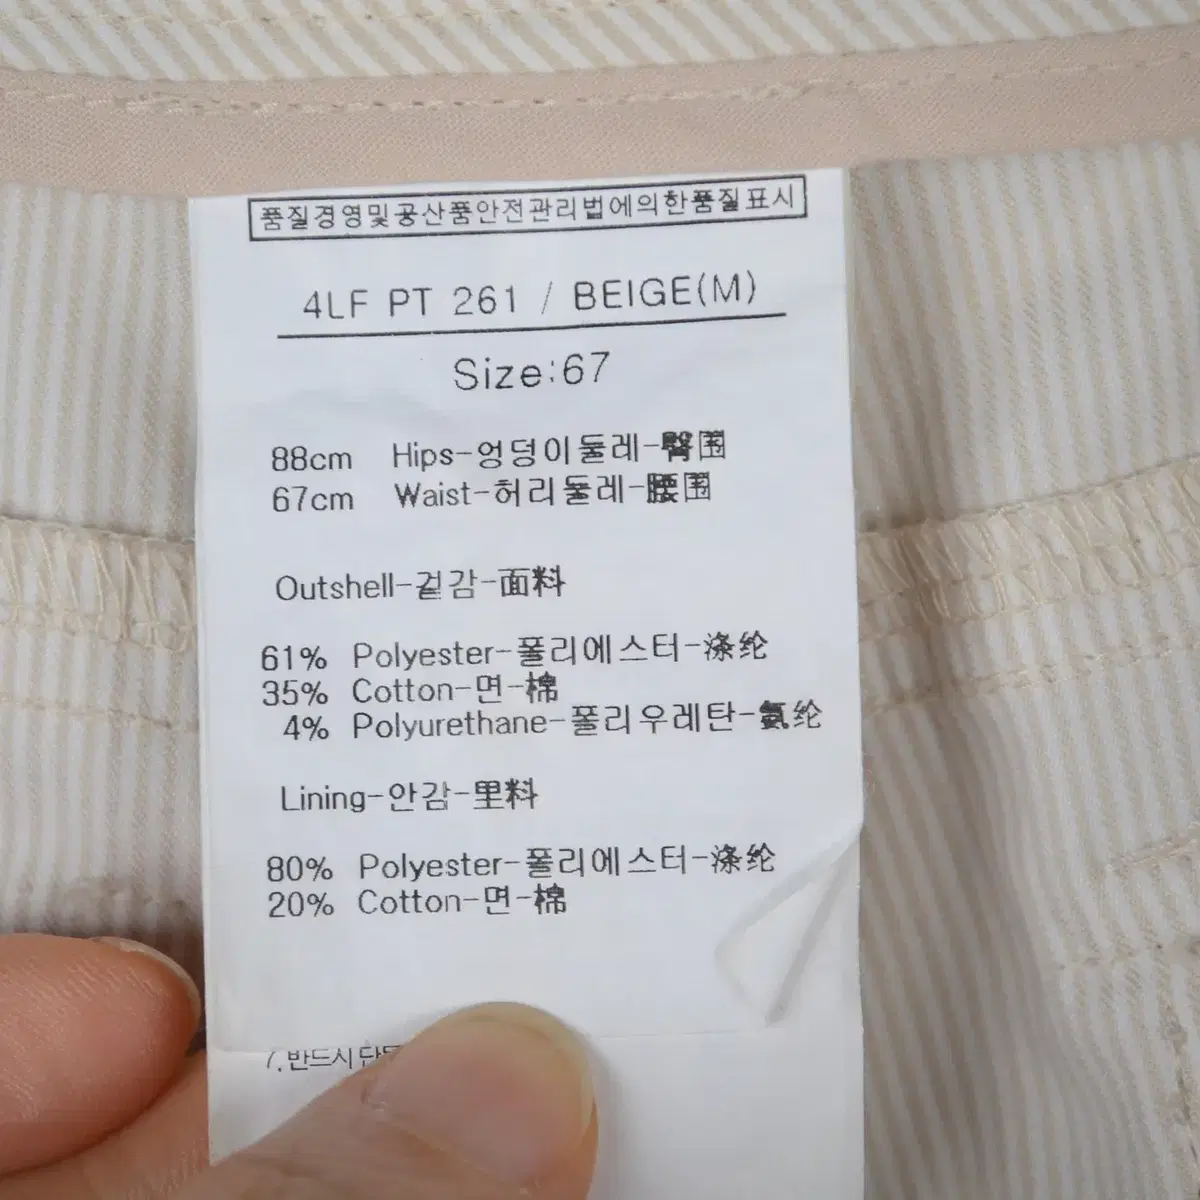 품질경영및공산품안전관리법에의한품질표시
4LF PT 261 / BEIGE(M)
Size:67
88cm Hips-엉덩이둘레-臀围
67cm Waist-허리둘레-腰围
Outshell-겉감-面料
61% Polyester-폴리에스터-涤纶
35% Cotton-면-棉
4% Polyurethane-폴리우레탄-氨纶
Lining-안감-里料
80% Polyester-폴리에스터-涤纶
20% Cotton-면-棉
7.반드시